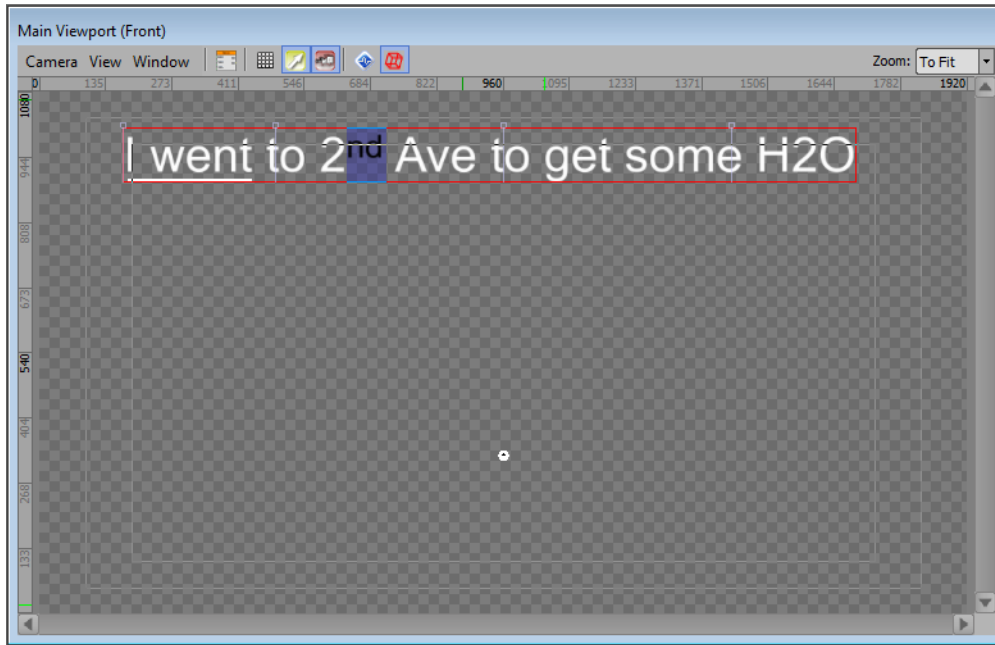 Main Viewport (Front)
Camera View Window Zoom: To Fit
0 135 273 411 546 684 822 960 1095 1233 1371 1506 1644 1782 1920
1080
I went to 2nd Ave to get some H2O
944
808
673
540
404
268
133